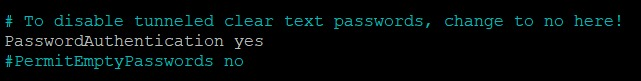 # To disable tunneled clear text passwords, change to no here!
PasswordAuthentication yes
#PermitEmptyPasswords no